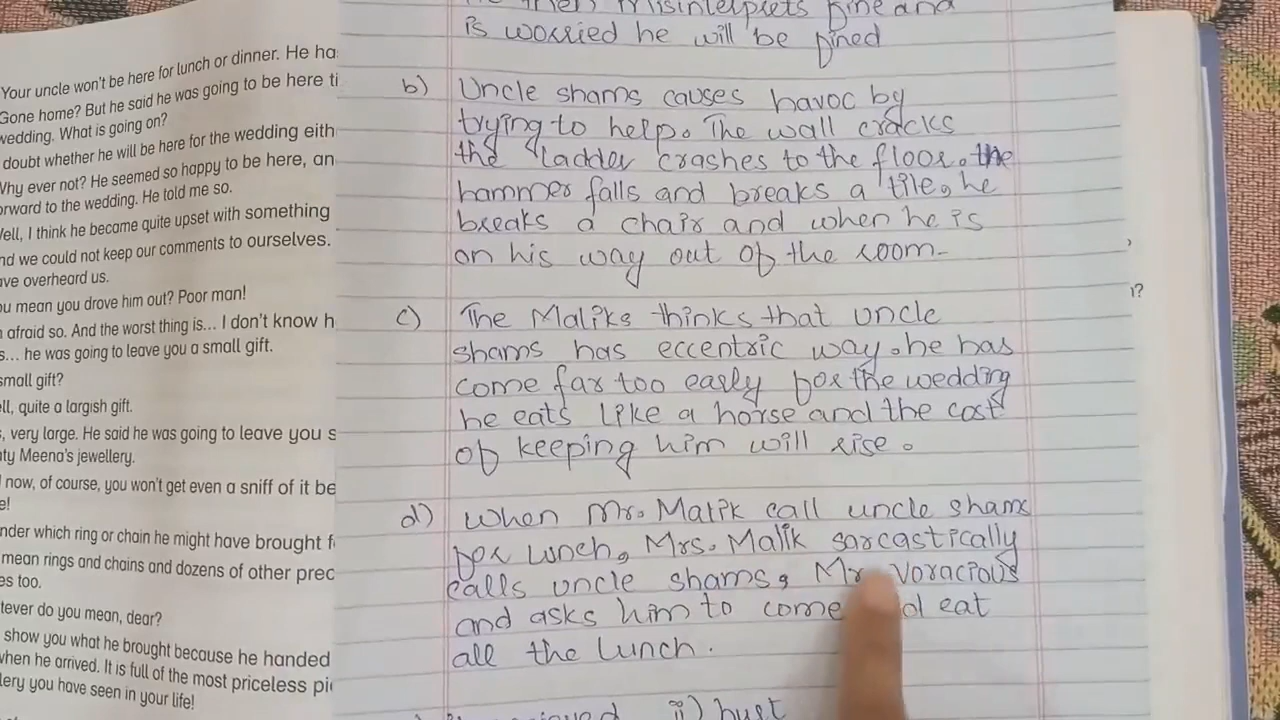 Your uncle won't be here for lunch or dinner. He ha
Gone home? But he said he was going to be here ti
wedding. What is going on?
doubt whether he will be here for the wedding eith
Why ever not? He seemed so happy to be here, an
orward to the wedding. He told me so.
Well, I think he became quite upset with something
nd we could not keep our comments to ourselves.
ave overheard us.
ou mean you drove him out? Poor man!
afraid so. And the worst thing is... I don't know h
s... he was going to leave you a small gift.
small gift?
ell, quite a largish gift.
, very large. He said he was going to leave you s
ty Meena's jewellery.
now, of course, you won't get even a sniff of it be
e!
nder which ring or chain he might have brought f
mean rings and chains and dozens of other prec
es too.
tever do you mean, dear?
show you what he brought because he handed
when he arrived. It is full of the most priceless pi
llery you have seen in your life!
misinterprets fine and
is worried he will be fined
b) Uncle shams causes havoc by
trying to help. The wall cracks
the ladder crashes to the floor. the
hammer falls and breaks a tile, he
breaks a chair and when he is
on his way out of the room-
c) The Maliks thinks that uncle
shams has eccentric way. he has
come far too early for the wedding
he eats like a horse and the cost
of keeping him will rise.
d) When Mr. Malik call uncle shams
for lunch, Mrs. Malik sarcastically
calls uncle shams, Mr Voracious
and asks him to come eat
all the lunch.
ii) hust